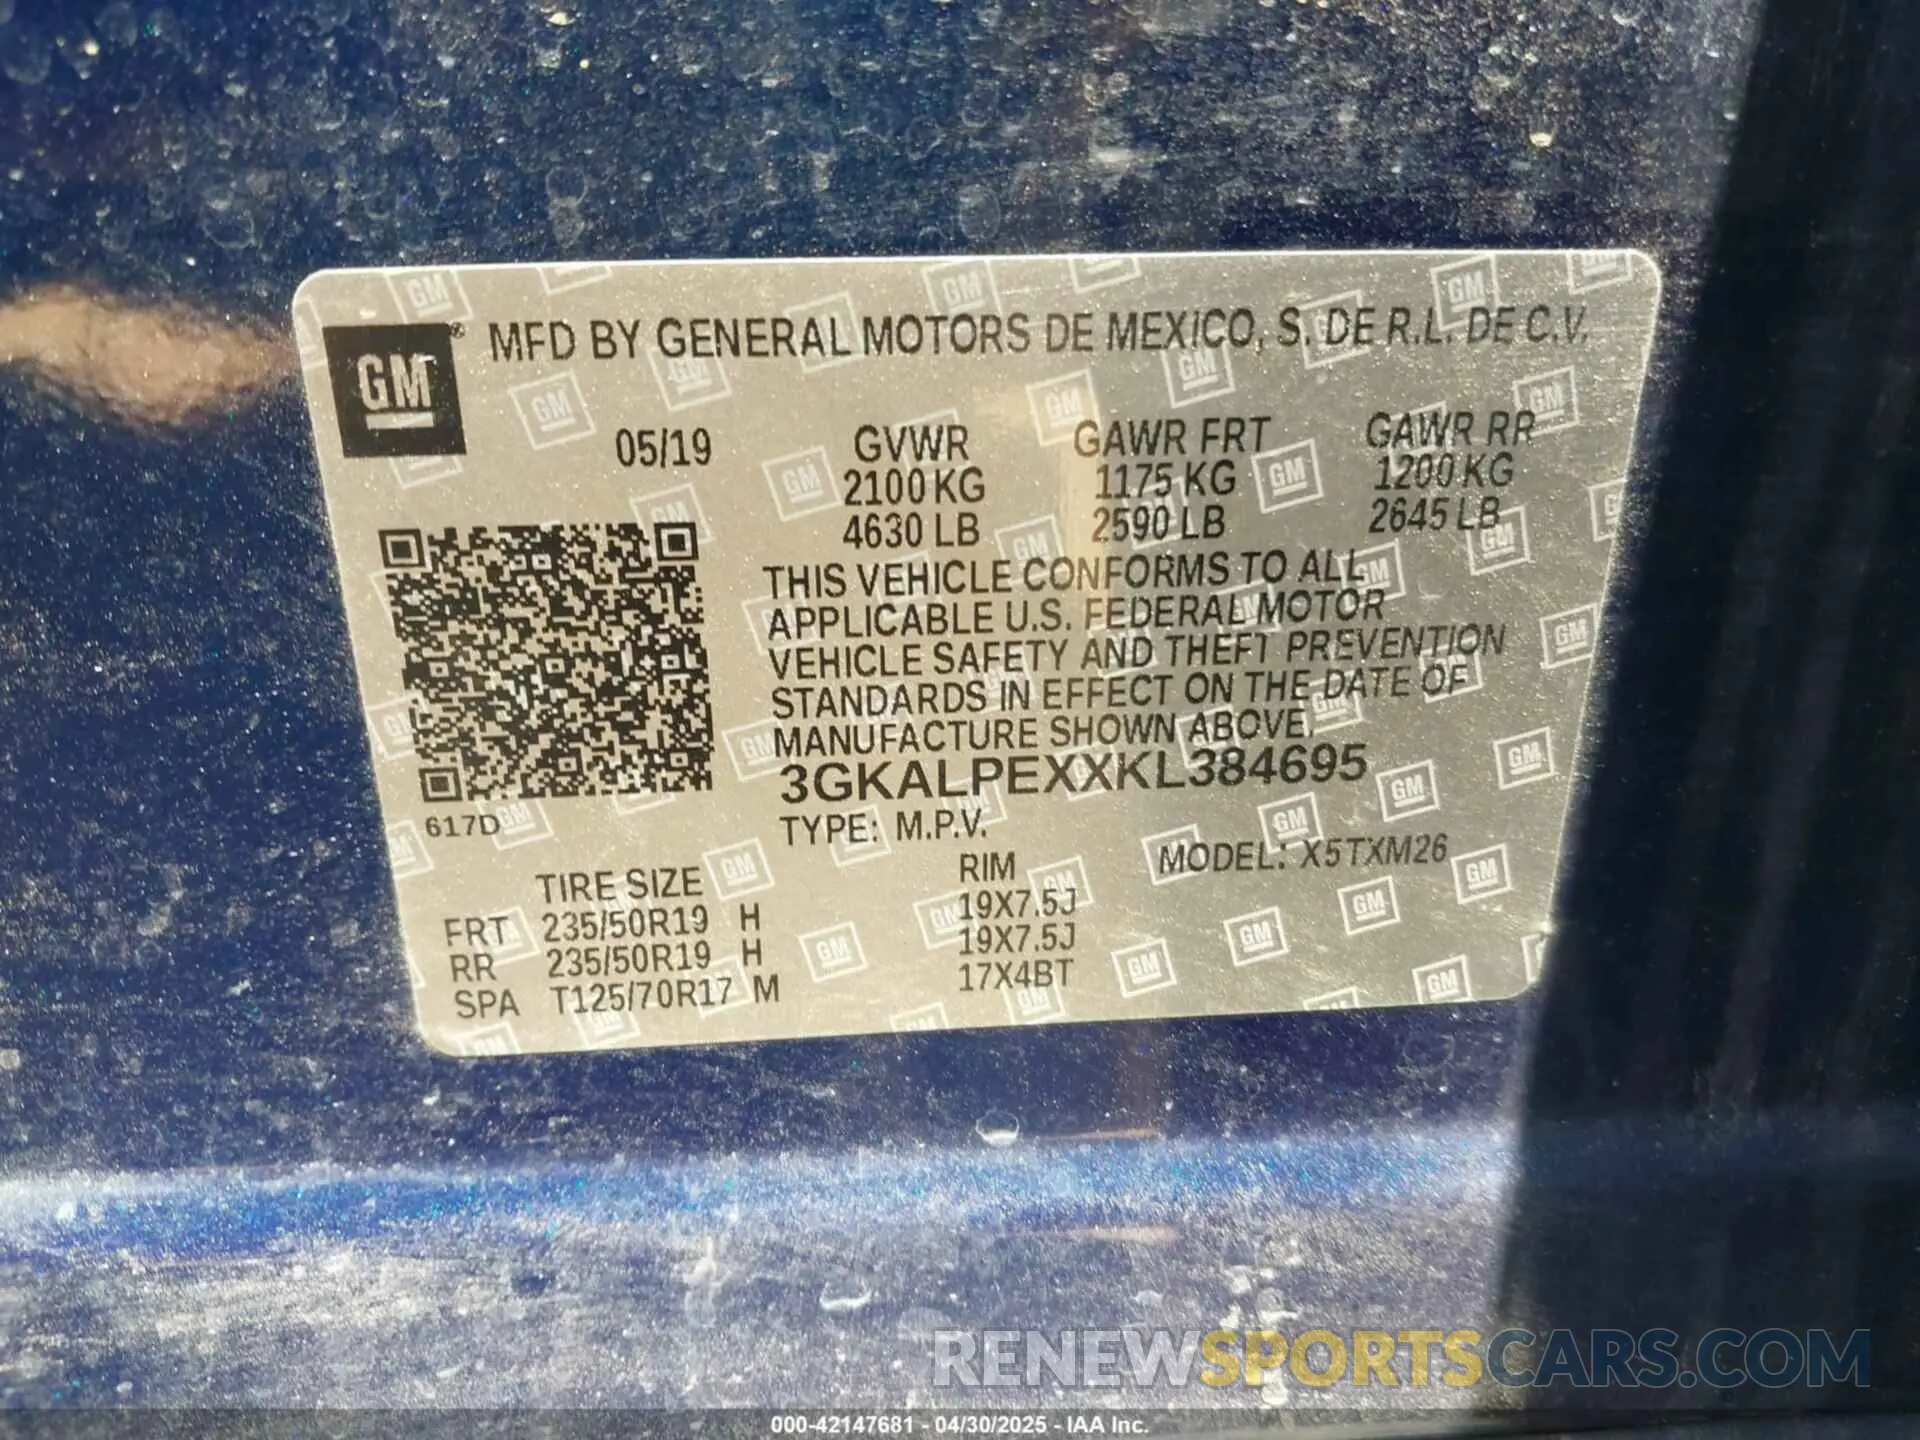 GM® MFD BY GENERAL MOTORS DE MEXICO, S. DE R.L. DE C.V.
05/19 GVWR GAWR FRT GAWR RR
2100 KG 1175 KG 1200 KG
4630 LB 2590 LB 2645 LB
THIS VEHICLE CONFORMS TO ALL
APPLICABLE U.S. FEDERAL MOTOR
VEHICLE SAFETY AND THEFT PREVENTION
STANDARDS IN EFFECT ON THE DATE OF
MANUFACTURE SHOWN ABOVE.
3GKALPEXXKL384695
617D TYPE: M.P.V. MODEL: X5TXM26
TIRE SIZE RIM
FRT 235/50R19 H 19X7.5J
RR 235/50R19 H 19X7.5J
SPA T125/70R17 M 17X4BT
RENEWSPORTSCARS.COM
000-42147681 - 04/30/2025 - IAA Inc.